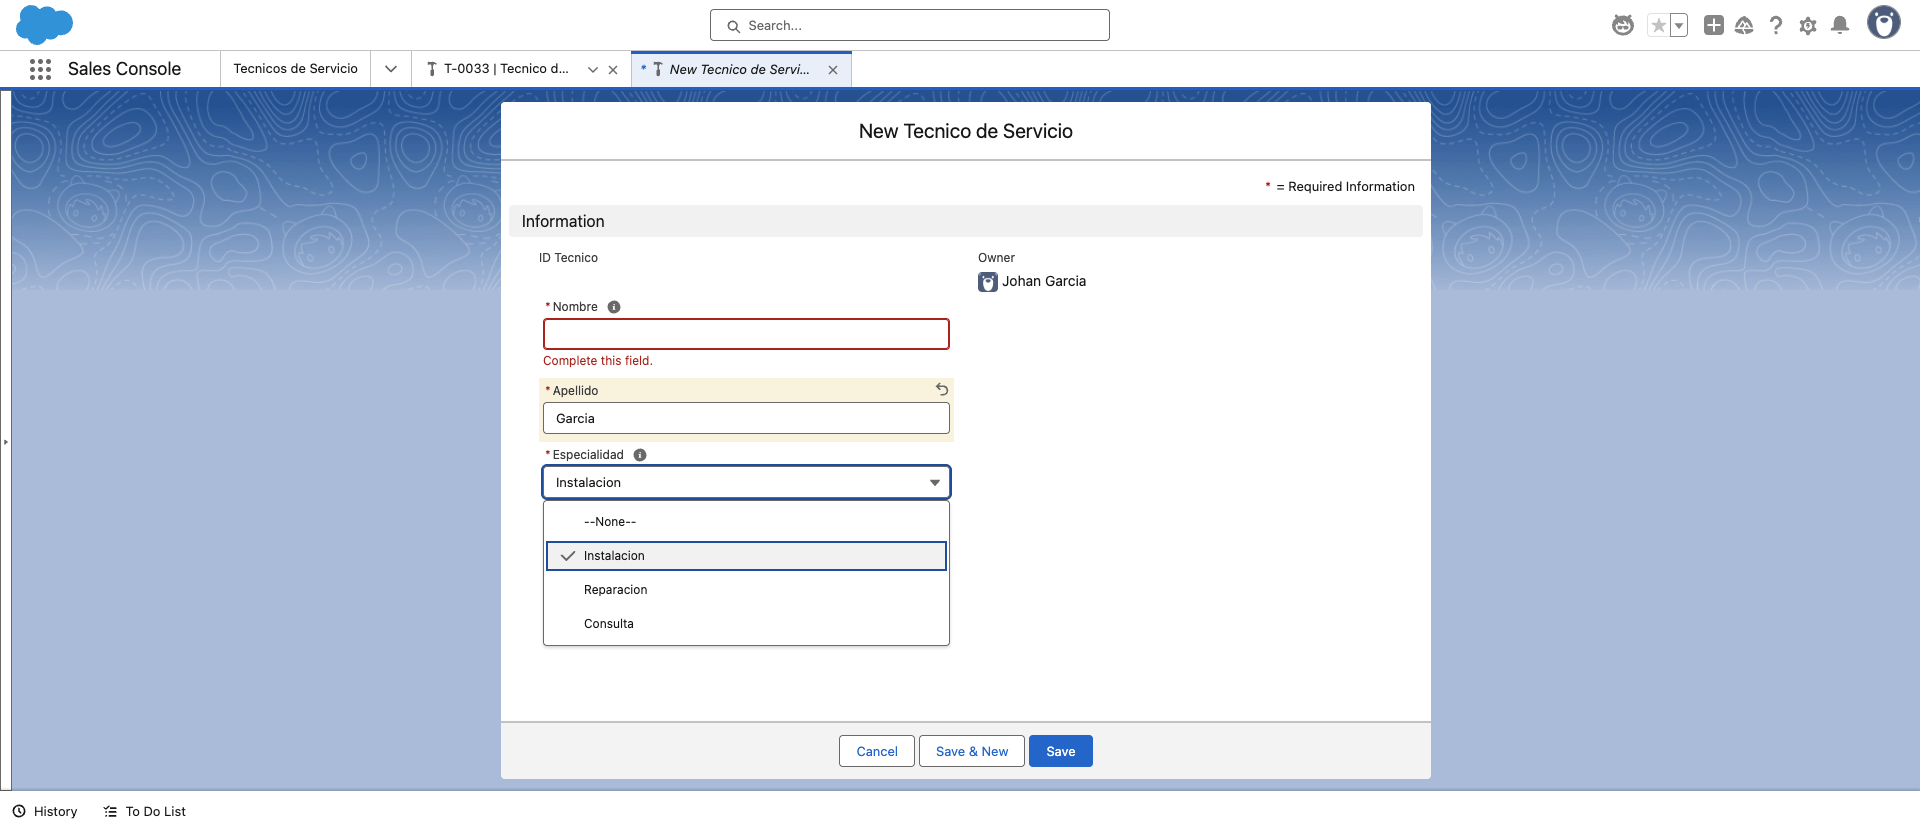 Search...
Sales Console
Tecnicos de Servicio
T-0033 | Tecnico d...
* New Tecnico de Servi...
New Tecnico de Servicio
* = Required Information
Information
ID Tecnico
Owner
Johan Garcia
* Nombre
Complete this field.
* Apellido
Garcia
* Especialidad
Instalacion
--None--
Instalacion
Reparacion
Consulta
Cancel
Save & New
Save
History
To Do List